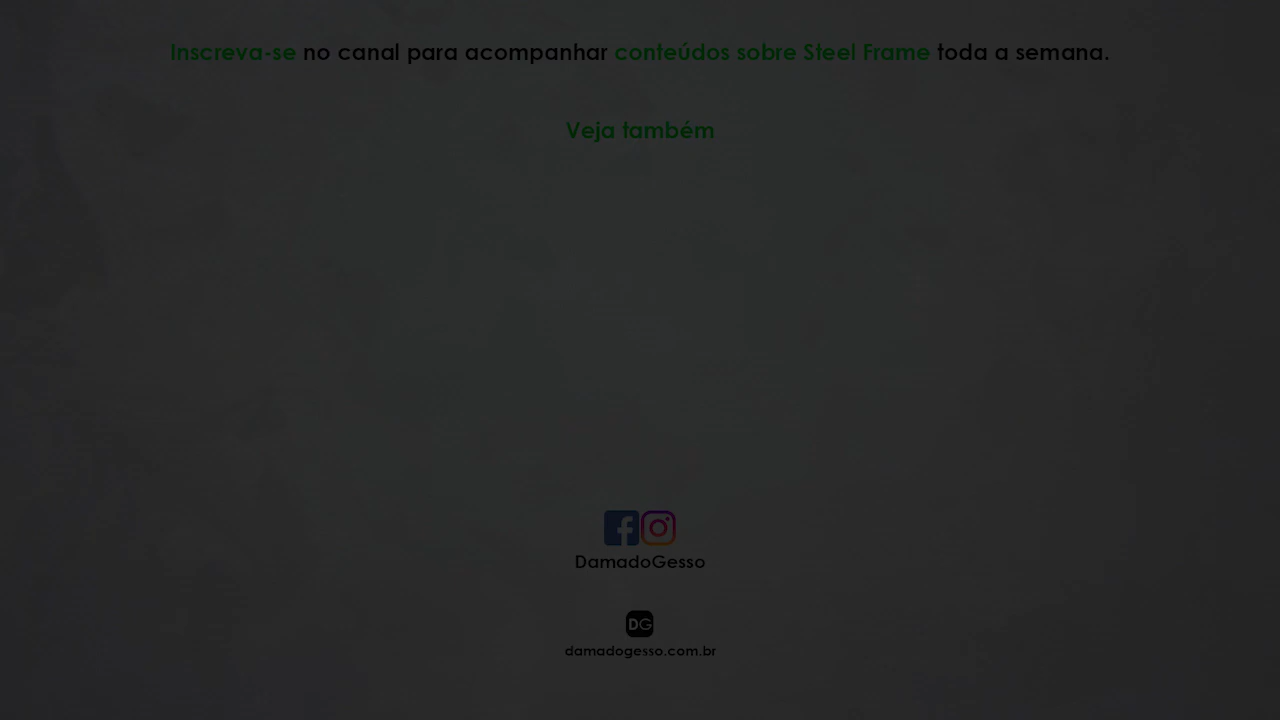 Inscreva-se no canal para acompanhar conteúdos sobre Steel Frame toda a semana.
Veja também
DamadoGesso
DG
damadogesso.com.br